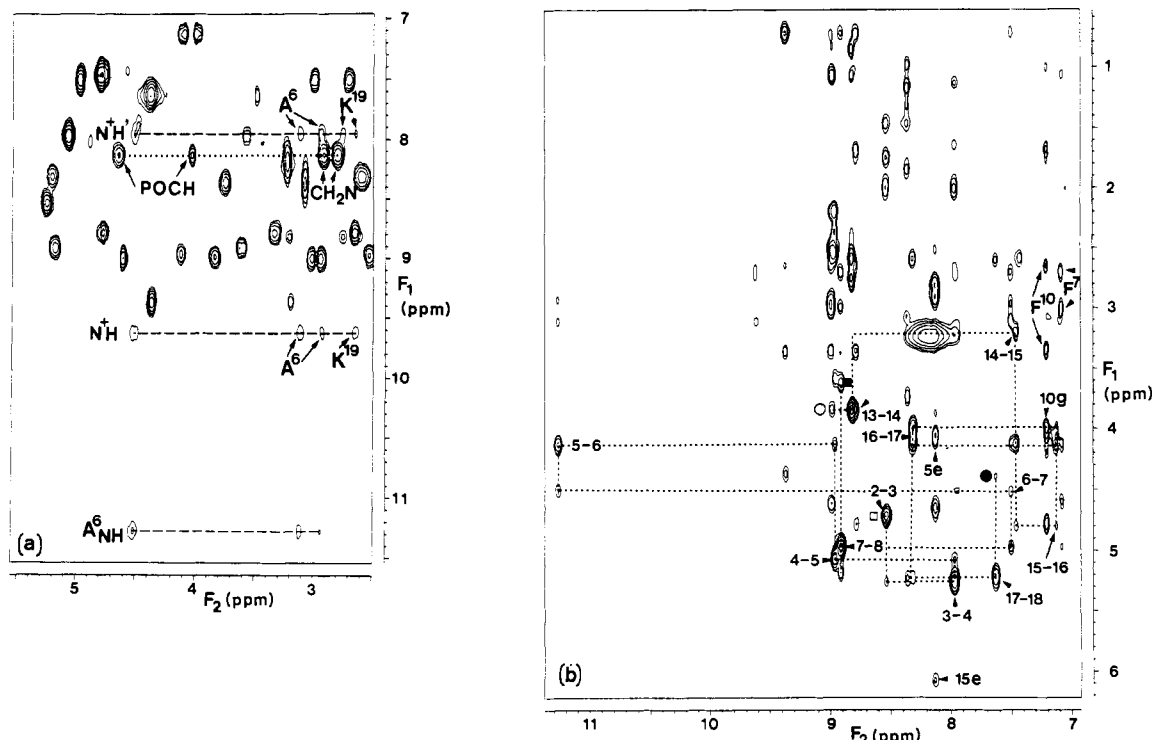 7
A⁶
K¹⁹
N⁺H'
8
POCH
CH₂N
9
F₁
(ppm)
N⁺H
A⁶
K¹⁹
10
11
A⁶NH
(a)
5
4
3
F₂ (ppm)
1
2
F⁷
F¹⁰
3
14-15
F₁
(ppm)
13-14
10g
4
16-17
5-6
5e
6-7
2-3
7-8
15-16
5
4-5
17-18
3-4
6
15e
(b)
11
10
9
8
7
F₂ (ppm)